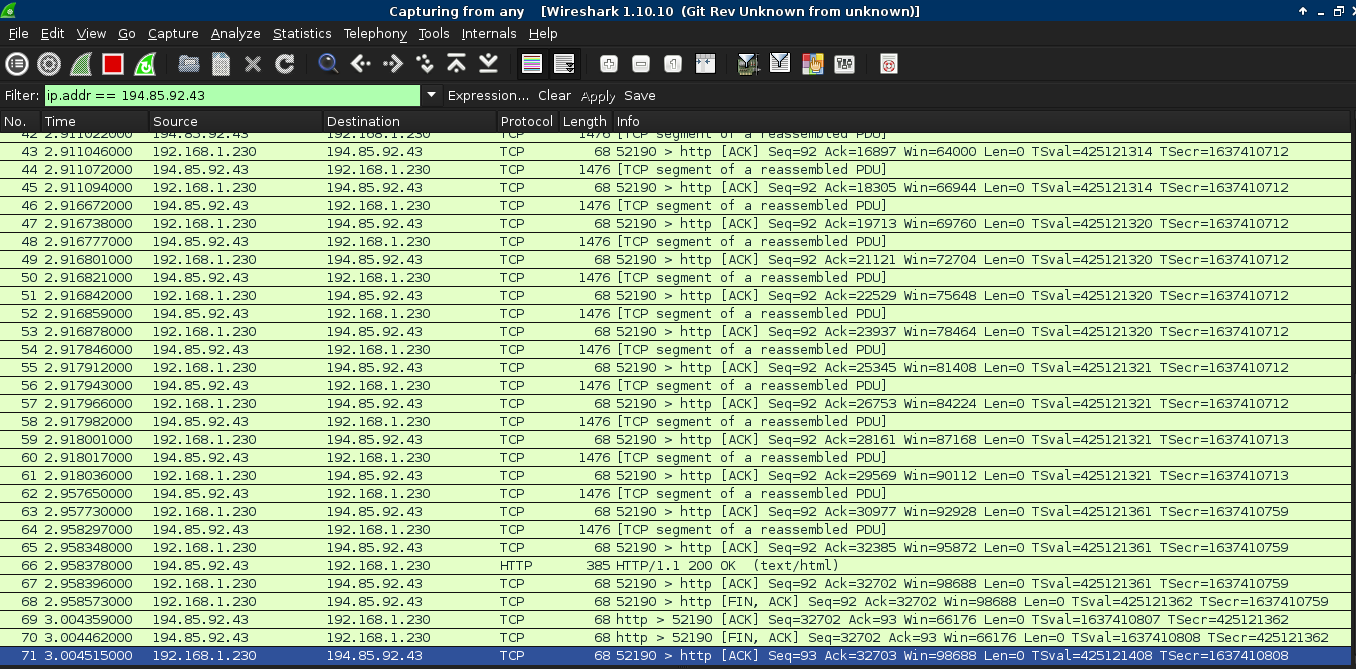 Capturing from any [Wireshark 1.10.10 (Git Rev Unknown from unknown)]
File Edit View Go Capture Analyze Statistics Telephony Tools Internals Help
Filter: ip.addr == 194.85.92.43 Expression... Clear Apply Save
No. Time Source Destination Protocol Length Info
42 2.911022000 194.85.92.43 192.168.1.230 TCP 1476 [TCP segment of a reassembled PDU]
43 2.911046000 192.168.1.230 194.85.92.43 TCP 68 52190 > http [ACK] Seq=92 Ack=16897 Win=64000 Len=0 TSval=425121314 TSecr=1637410712
44 2.911072000 194.85.92.43 192.168.1.230 TCP 1476 [TCP segment of a reassembled PDU]
45 2.911094000 192.168.1.230 194.85.92.43 TCP 68 52190 > http [ACK] Seq=92 Ack=18305 Win=66944 Len=0 TSval=425121314 TSecr=1637410712
46 2.916672000 194.85.92.43 192.168.1.230 TCP 1476 [TCP segment of a reassembled PDU]
47 2.916738000 192.168.1.230 194.85.92.43 TCP 68 52190 > http [ACK] Seq=92 Ack=19713 Win=69760 Len=0 TSval=425121320 TSecr=1637410712
48 2.916777000 194.85.92.43 192.168.1.230 TCP 1476 [TCP segment of a reassembled PDU]
49 2.916801000 192.168.1.230 194.85.92.43 TCP 68 52190 > http [ACK] Seq=92 Ack=21121 Win=72704 Len=0 TSval=425121320 TSecr=1637410712
50 2.916821000 194.85.92.43 192.168.1.230 TCP 1476 [TCP segment of a reassembled PDU]
51 2.916842000 192.168.1.230 194.85.92.43 TCP 68 52190 > http [ACK] Seq=92 Ack=22529 Win=75648 Len=0 TSval=425121320 TSecr=1637410712
52 2.916859000 194.85.92.43 192.168.1.230 TCP 1476 [TCP segment of a reassembled PDU]
53 2.916878000 192.168.1.230 194.85.92.43 TCP 68 52190 > http [ACK] Seq=92 Ack=23937 Win=78464 Len=0 TSval=425121320 TSecr=1637410712
54 2.917846000 194.85.92.43 192.168.1.230 TCP 1476 [TCP segment of a reassembled PDU]
55 2.917912000 192.168.1.230 194.85.92.43 TCP 68 52190 > http [ACK] Seq=92 Ack=25345 Win=81408 Len=0 TSval=425121321 TSecr=1637410712
56 2.917943000 194.85.92.43 192.168.1.230 TCP 1476 [TCP segment of a reassembled PDU]
57 2.917966000 192.168.1.230 194.85.92.43 TCP 68 52190 > http [ACK] Seq=92 Ack=26753 Win=84224 Len=0 TSval=425121321 TSecr=1637410712
58 2.917982000 194.85.92.43 192.168.1.230 TCP 1476 [TCP segment of a reassembled PDU]
59 2.918001000 192.168.1.230 194.85.92.43 TCP 68 52190 > http [ACK] Seq=92 Ack=28161 Win=87168 Len=0 TSval=425121321 TSecr=1637410713
60 2.918017000 194.85.92.43 192.168.1.230 TCP 1476 [TCP segment of a reassembled PDU]
61 2.918036000 192.168.1.230 194.85.92.43 TCP 68 52190 > http [ACK] Seq=92 Ack=29569 Win=90112 Len=0 TSval=425121321 TSecr=1637410713
62 2.957650000 194.85.92.43 192.168.1.230 TCP 1476 [TCP segment of a reassembled PDU]
63 2.957730000 192.168.1.230 194.85.92.43 TCP 68 52190 > http [ACK] Seq=92 Ack=30977 Win=92928 Len=0 TSval=425121361 TSecr=1637410759
64 2.958297000 194.85.92.43 192.168.1.230 TCP 1476 [TCP segment of a reassembled PDU]
65 2.958348000 192.168.1.230 194.85.92.43 TCP 68 52190 > http [ACK] Seq=92 Ack=32385 Win=95872 Len=0 TSval=425121361 TSecr=1637410759
66 2.958378000 194.85.92.43 192.168.1.230 HTTP 385 HTTP/1.1 200 OK (text/html)
67 2.958396000 192.168.1.230 194.85.92.43 TCP 68 52190 > http [ACK] Seq=92 Ack=32702 Win=98688 Len=0 TSval=425121361 TSecr=1637410759
68 2.958573000 192.168.1.230 194.85.92.43 TCP 68 52190 > http [FIN, ACK] Seq=92 Ack=32702 Win=98688 Len=0 TSval=425121362 TSecr=1637410759
69 3.004359000 194.85.92.43 192.168.1.230 TCP 68 http > 52190 [ACK] Seq=32702 Ack=93 Win=66176 Len=0 TSval=1637410807 TSecr=425121362
70 3.004462000 194.85.92.43 192.168.1.230 TCP 68 http > 52190 [FIN, ACK] Seq=32702 Ack=93 Win=66176 Len=0 TSval=1637410808 TSecr=425121362
71 3.004515000 192.168.1.230 194.85.92.43 TCP 68 52190 > http [ACK] Seq=93 Ack=32703 Win=98688 Len=0 TSval=425121408 TSecr=1637410808